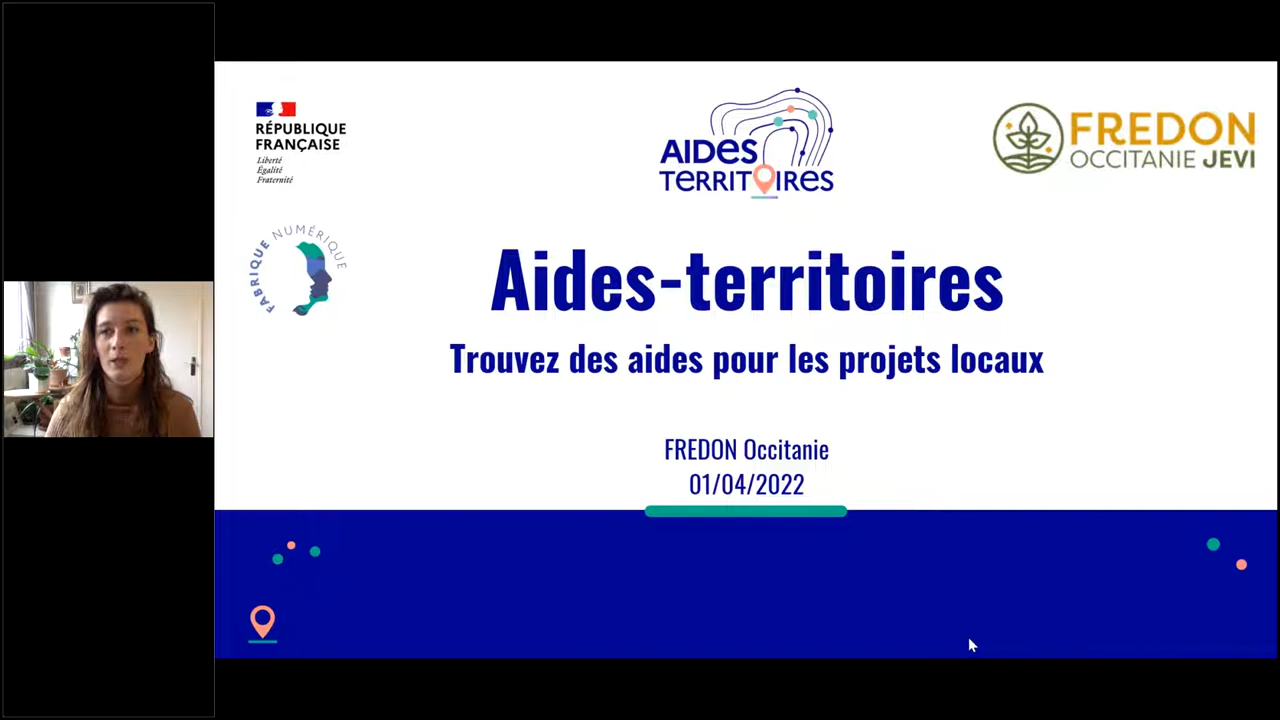 RÉPUBLIQUE
FRANÇAISE
Liberté
Égalité
Fraternité
AIDES
TERRITOIRES
FREDON
OCCITANIE JEVI
FABRIQUE NUMÉRIQUE
Aides-territoires
Trouvez des aides pour les projets locaux
FREDON Occitanie
01/04/2022